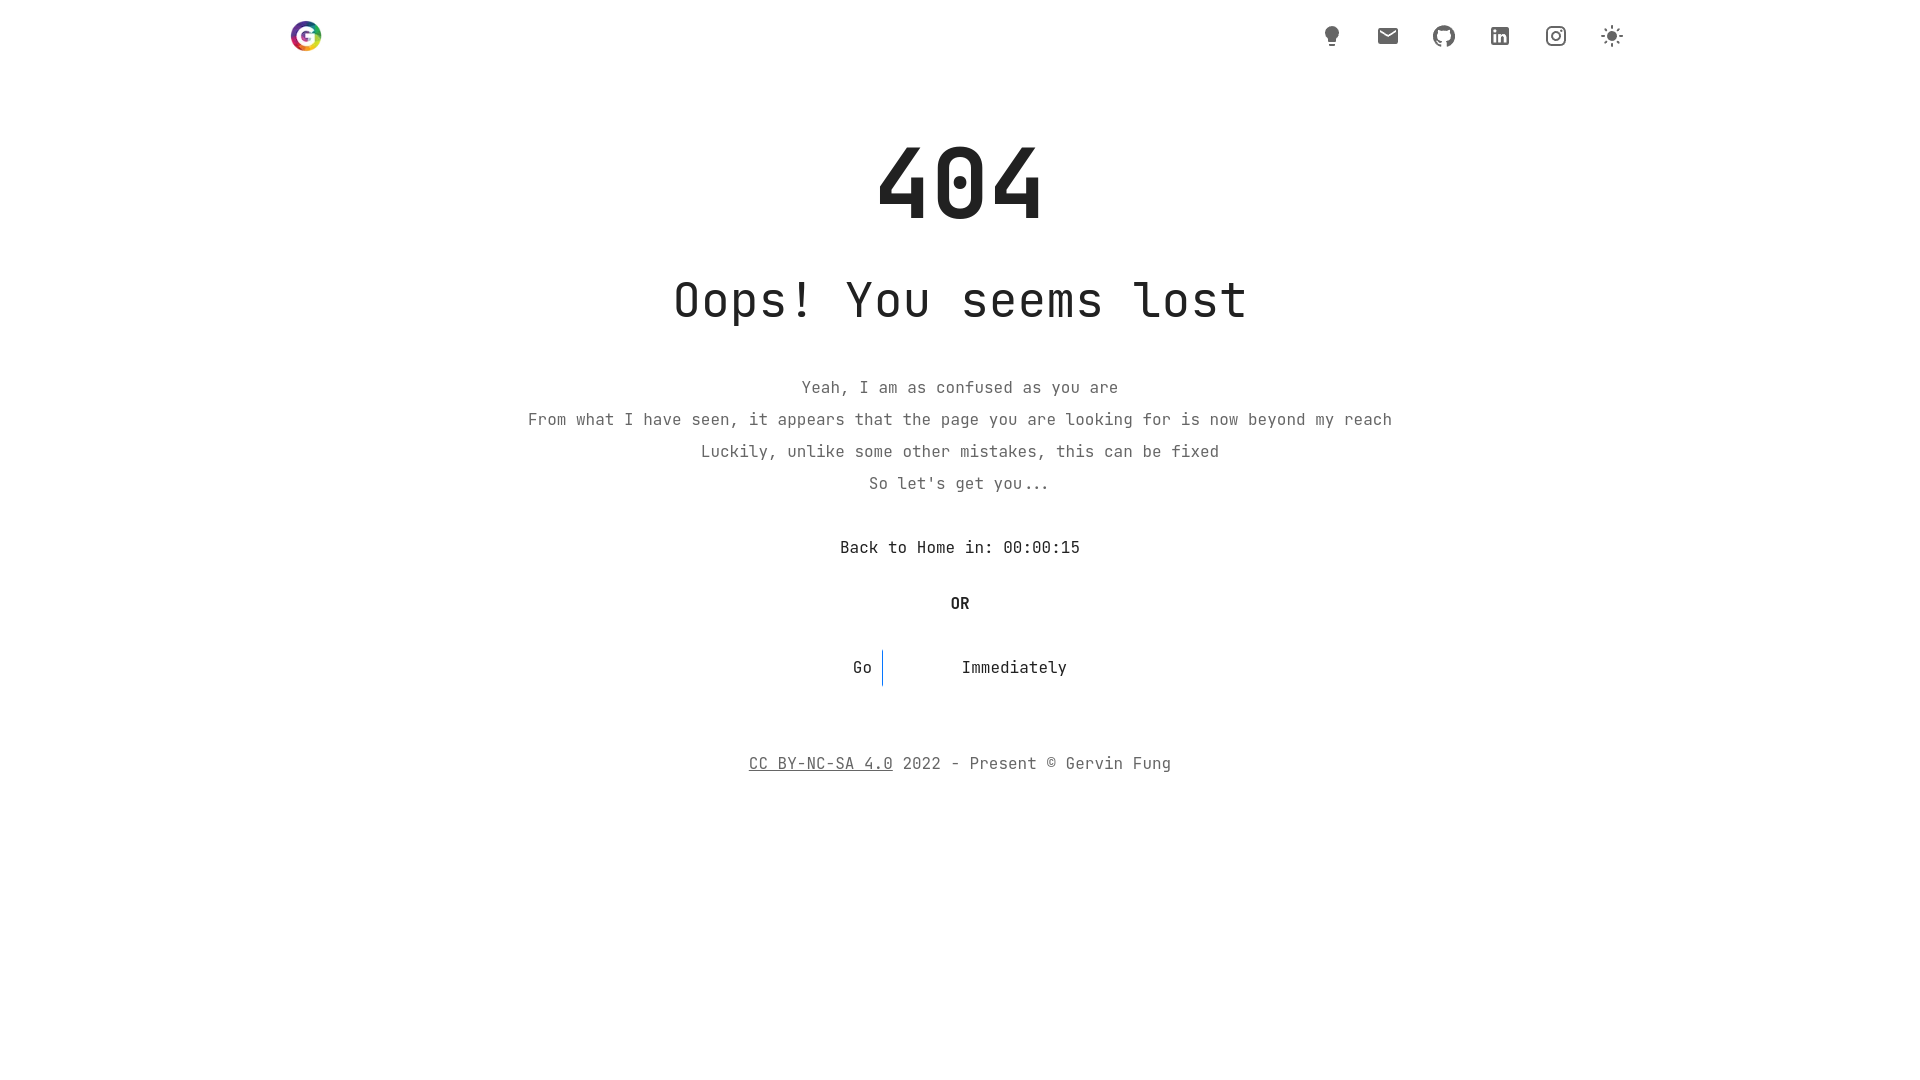 404
Oops! You seems lost
Yeah, I am as confused as you are
From what I have seen, it appears that the page you are looking for is now beyond my reach
Luckily, unlike some other mistakes, this can be fixed
So let's get you...
Back to Home in: 00:00:15
OR
Go Immediately
CC BY-NC-SA 4.0 2022 - Present © Gervin Fung